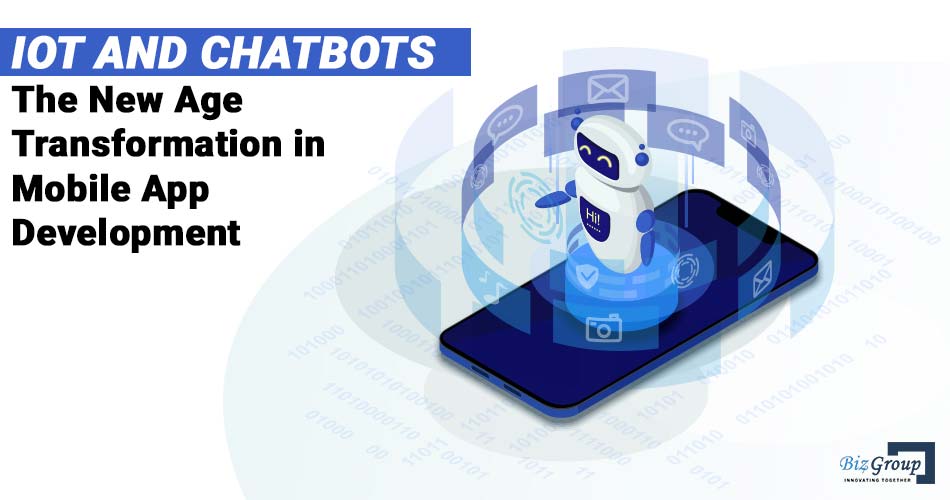 IOT AND CHATBOTS
The New Age
Transformation in
Mobile App
Development
Hi!
BizGroup
INNOVATING TOGETHER